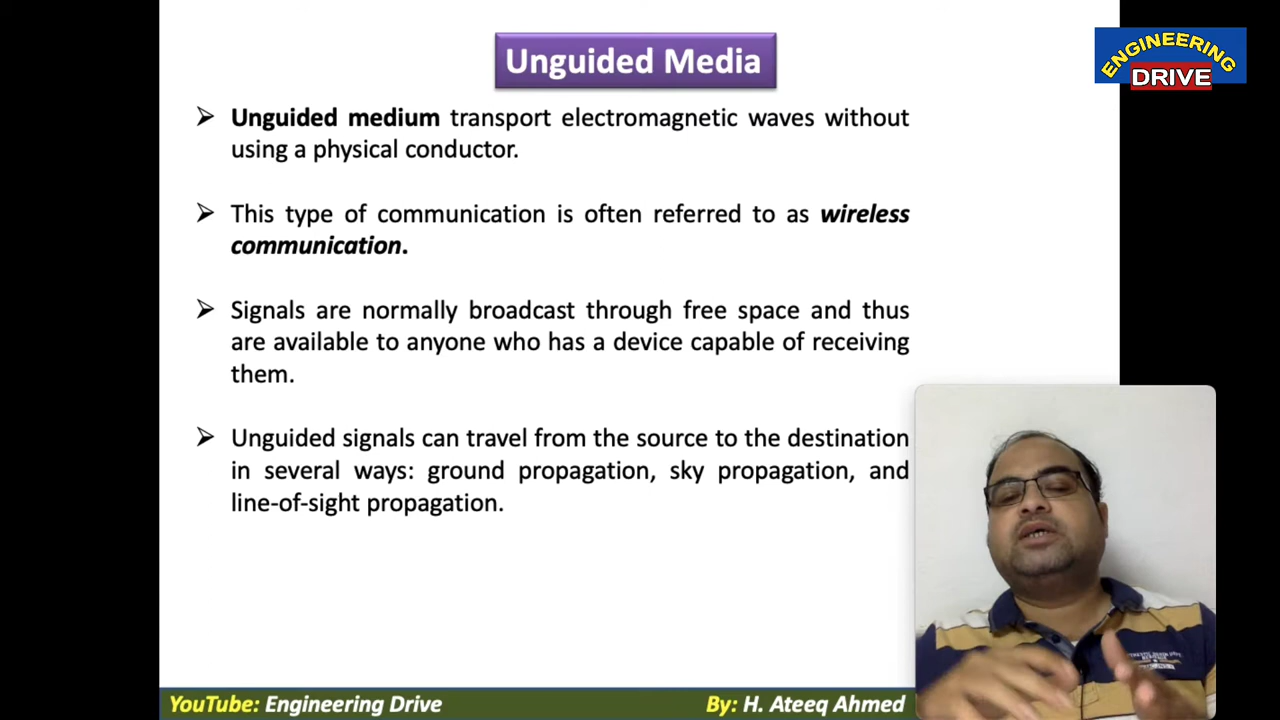 Unguided Media
ENGINEERING
DRIVE
➢ Unguided medium transport electromagnetic waves without
using a physical conductor.
➢ This type of communication is often referred to as wireless
communication.
➢ Signals are normally broadcast through free space and thus
are available to anyone who has a device capable of receiving
them.
➢ Unguided signals can travel from the source to the destination
in several ways: ground propagation, sky propagation, and
line-of-sight propagation.
YouTube: Engineering Drive
By: H. Ateeq Ahmed